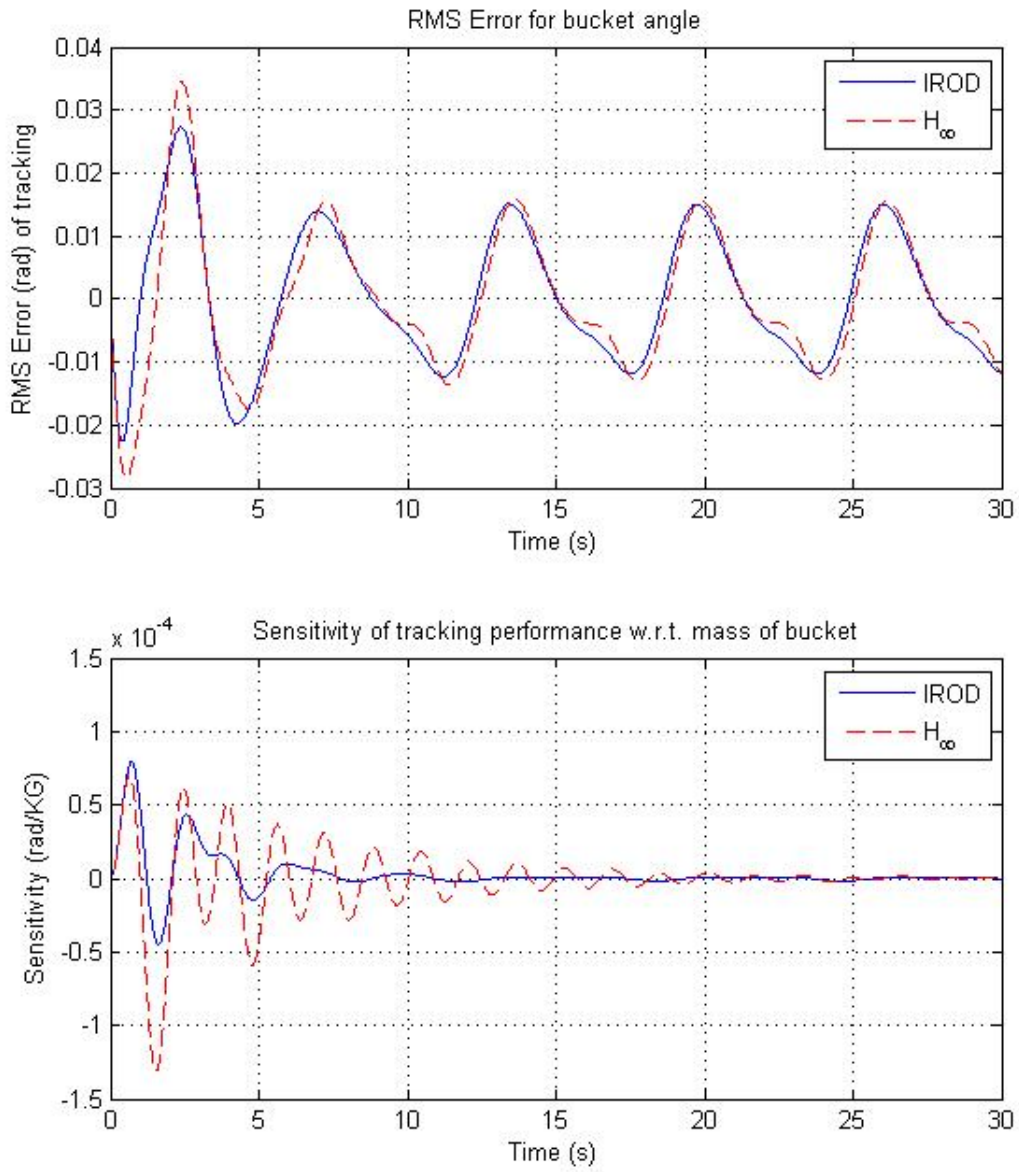 RMS Error for bucket angle
0.04
0.03
0.02
0.01
0
-0.01
-0.02
-0.03
RMS Error (rad) of tracking
IROD
H∞
0 5 10 15 20 25 30
Time (s)
x 10^-4
Sensitivity of tracking performance w.r.t. mass of bucket
1.5
1
0.5
0
-0.5
-1
-1.5
Sensitivity (rad/KG)
IROD
H∞
0 5 10 15 20 25 30
Time (s)